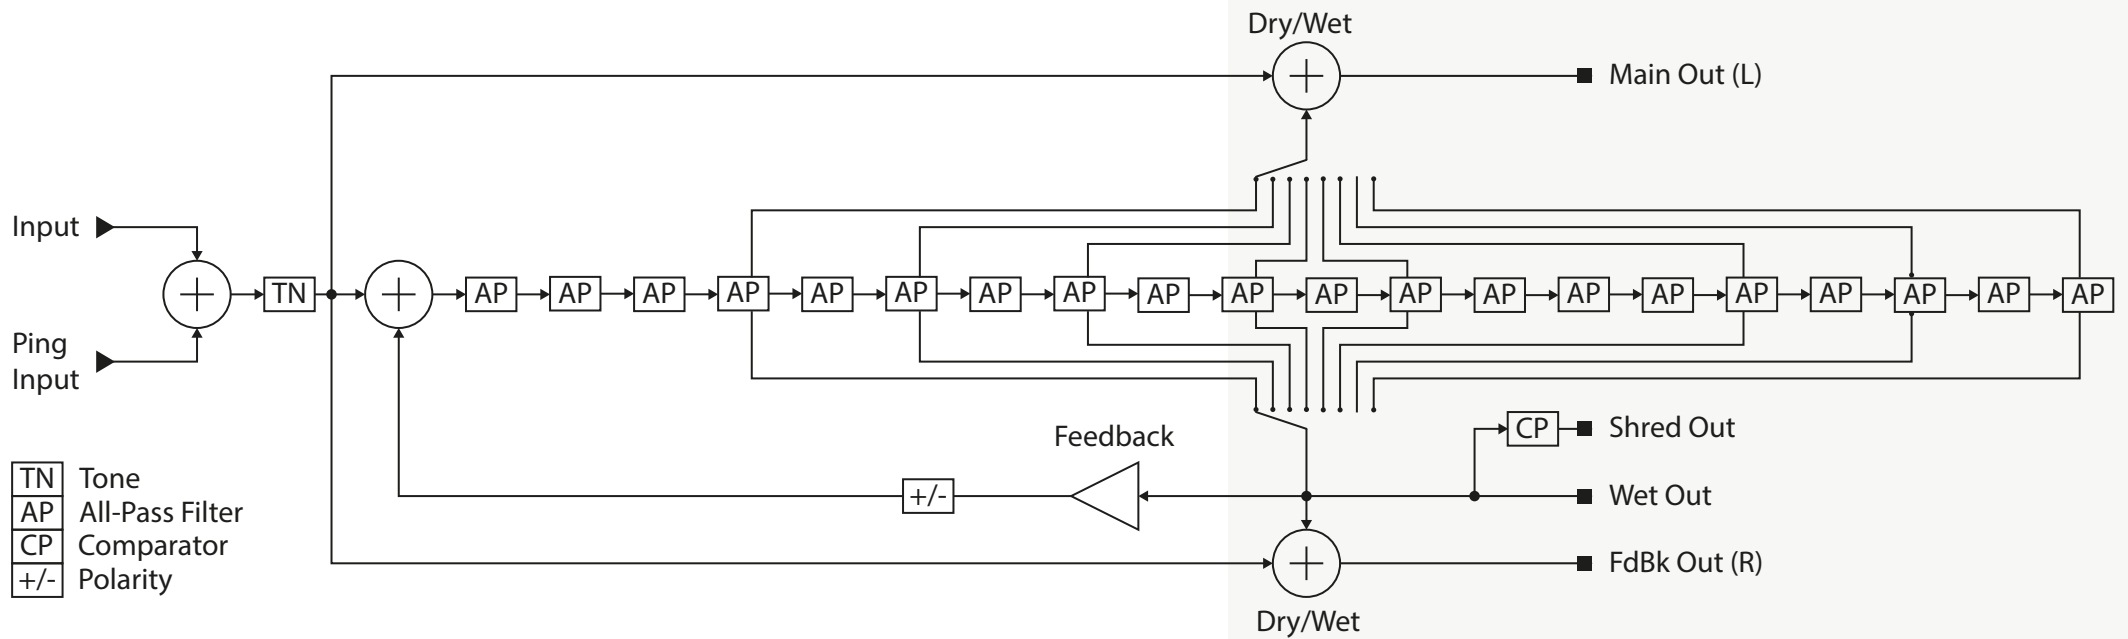 Dry/Wet
Main Out (L)
Input
TN
AP AP AP AP AP AP AP AP AP AP AP AP AP AP AP AP AP AP AP AP
Ping
Input
Shred Out
CP
Feedback
+/-
Wet Out
FdBk Out (R)
Dry/Wet
TN Tone
AP All-Pass Filter
CP Comparator
+/- Polarity